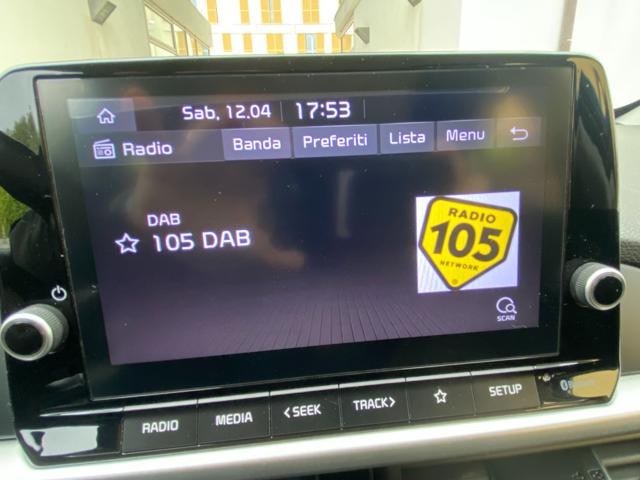 Sab, 12.04 17:53
Radio Banda Preferiti Lista Menu
DAB
105 DAB
RADIO
105
NETWORK
SCAN
RADIO MEDIA <SEEK TRACK> SETUP
Bluetooth